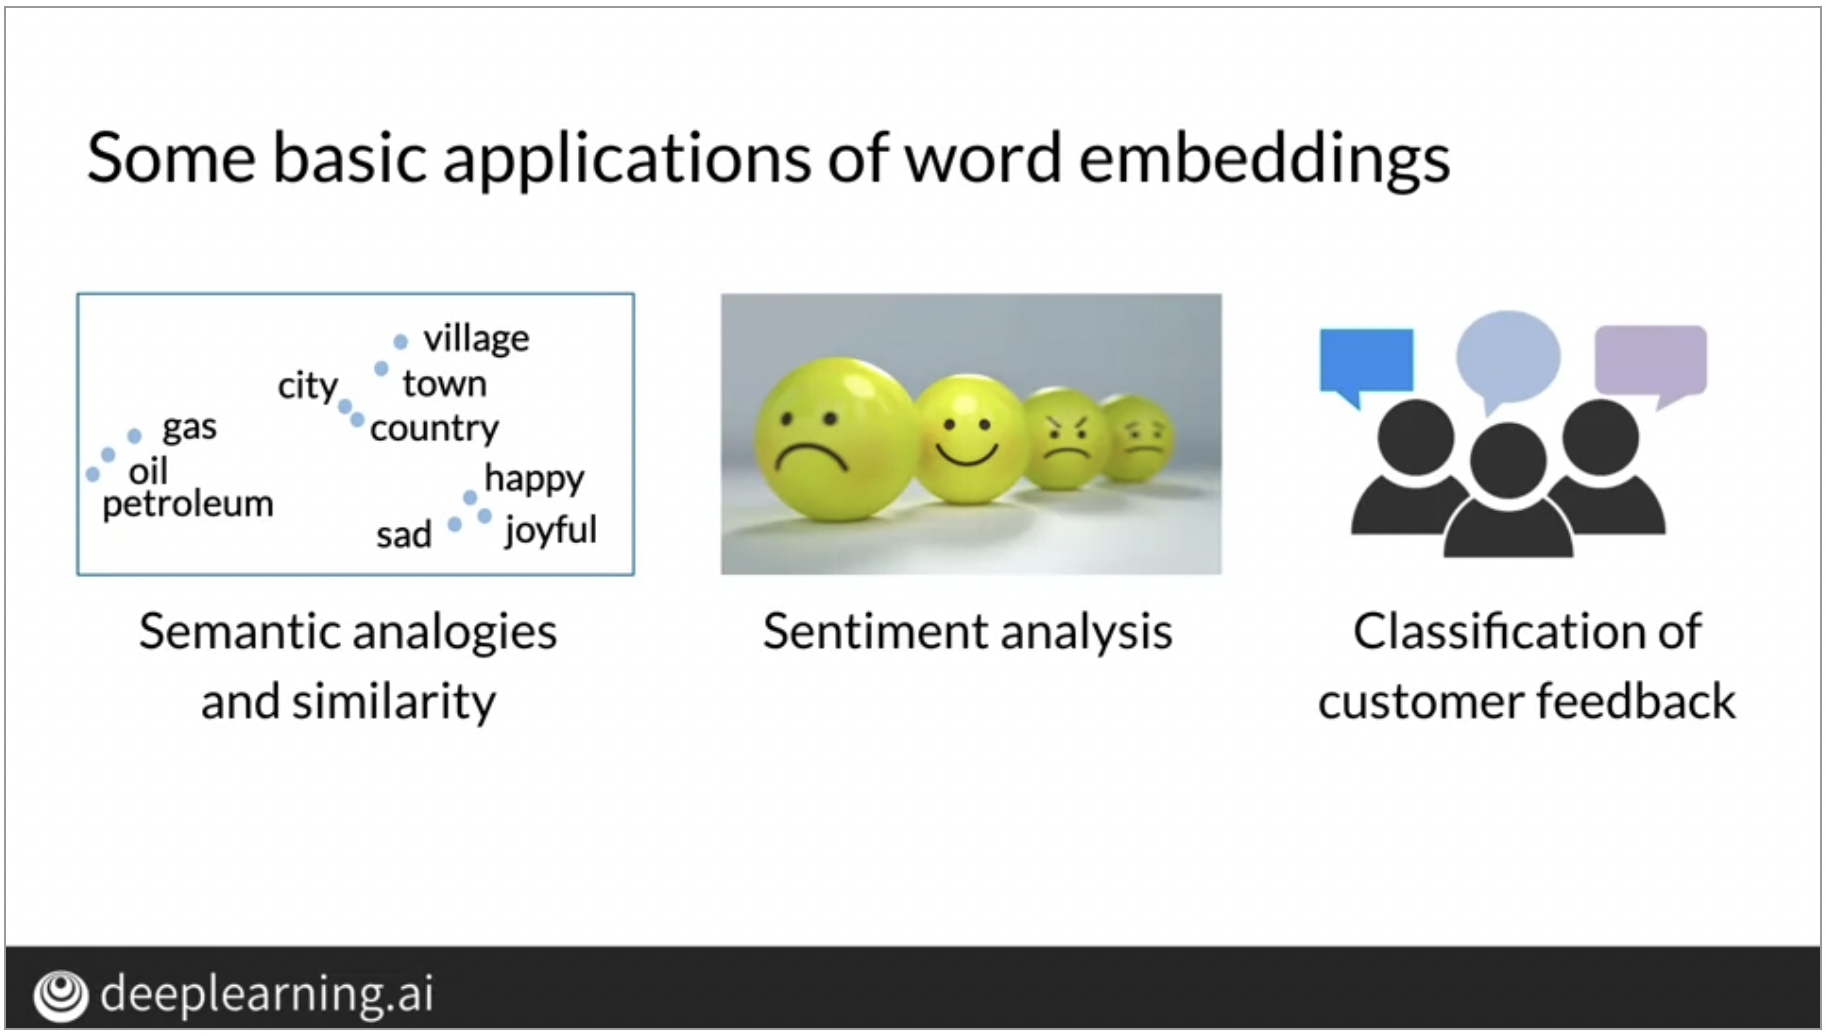 Some basic applications of word embeddings
village
city
town
country
gas
oil
petroleum
happy
sad
joyful
Semantic analogies
and similarity
Sentiment analysis
Classification of
customer feedback
deeplearning.ai